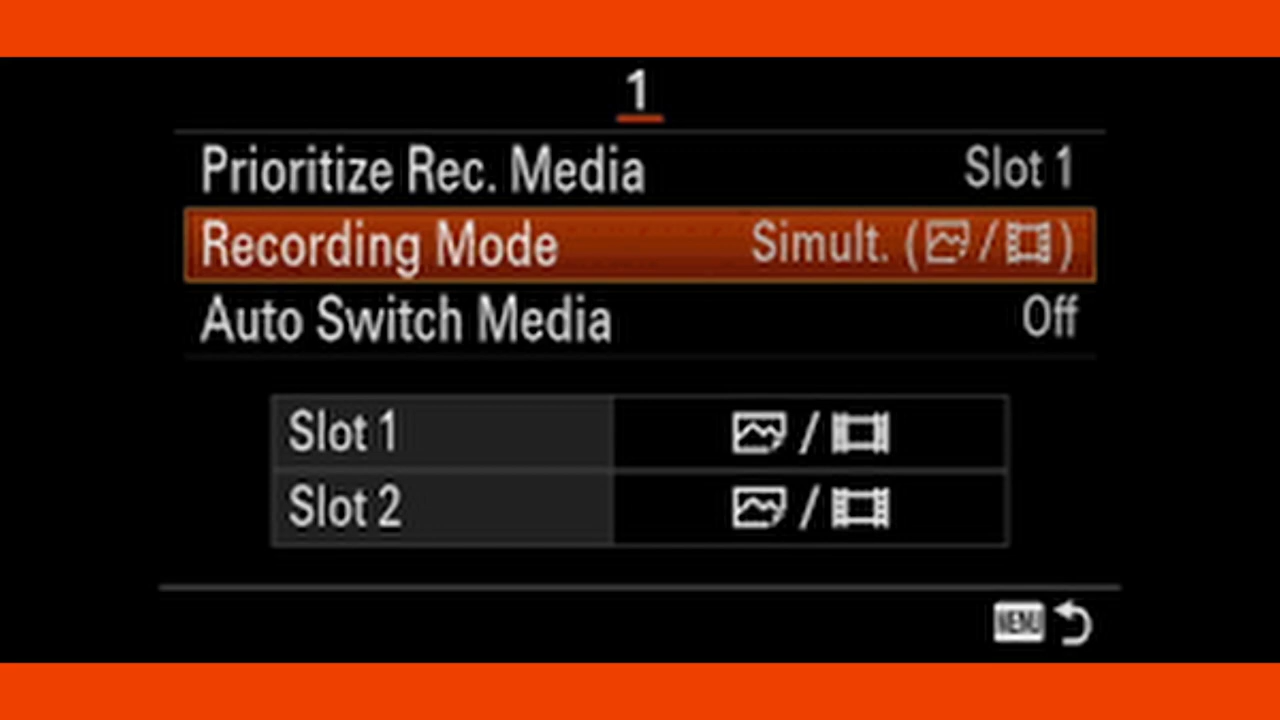 1
Prioritize Rec. Media Slot 1
Recording Mode Simult. ( / )
Auto Switch Media Off
Slot 1 /
Slot 2 /
MENU